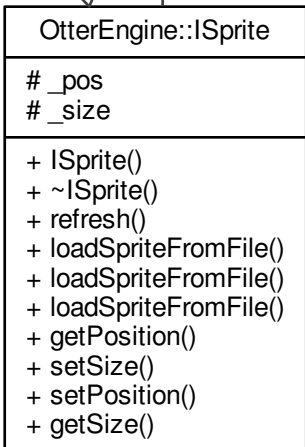 OtterEngine::ISprite
# _pos
# _size
+ ISprite()
+ ~ISprite()
+ refresh()
+ loadSpriteFromFile()
+ loadSpriteFromFile()
+ loadSpriteFromFile()
+ getPosition()
+ setSize()
+ setPosition()
+ getSize()